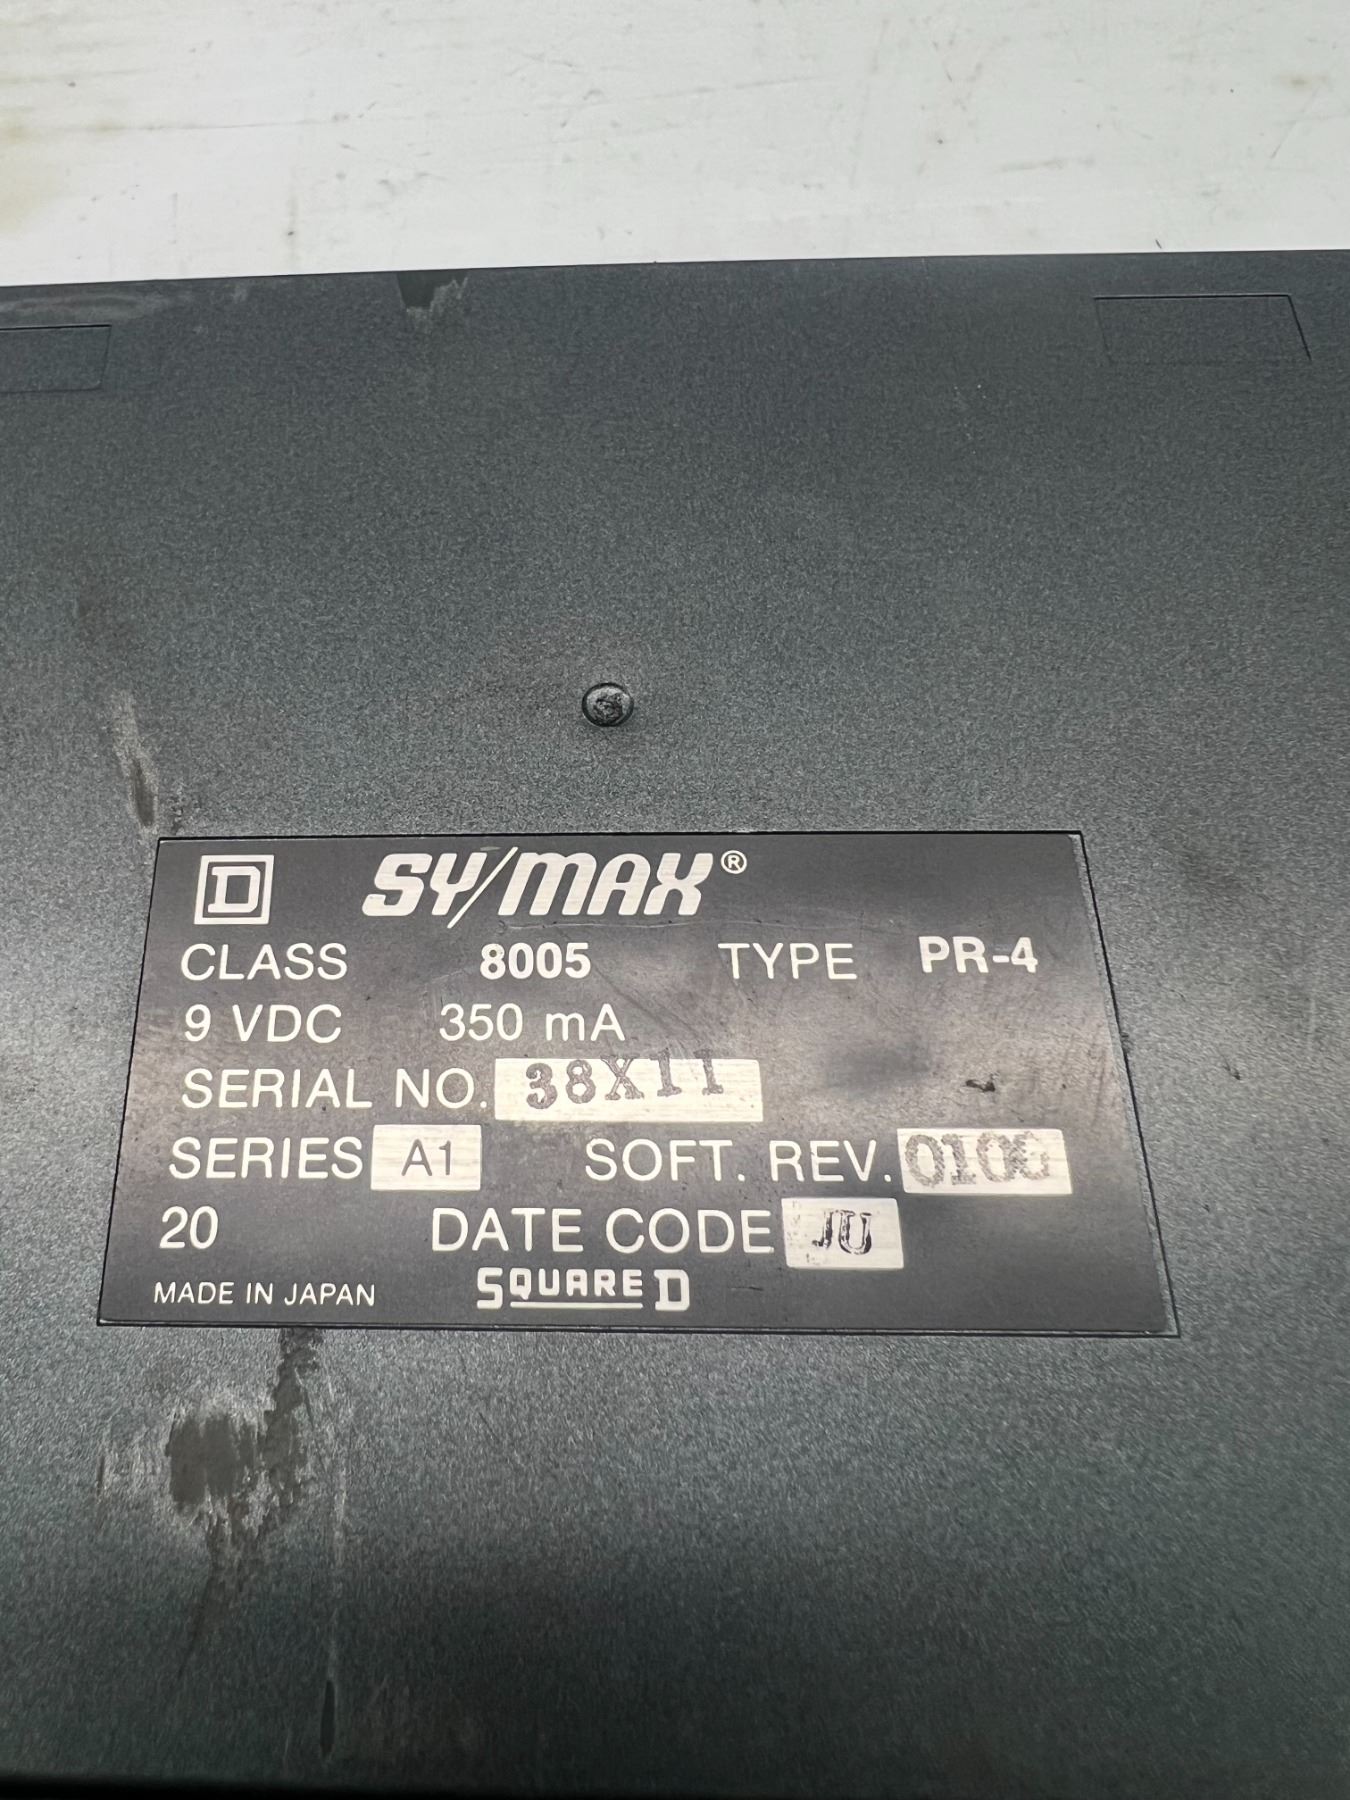 D SY/MAX®
CLASS 8005 TYPE PR-4
9 VDC 350 mA
SERIAL NO. 38X11
SERIES A1 SOFT. REV.
20 DATE CODE JU
MADE IN JAPAN SQUARE D